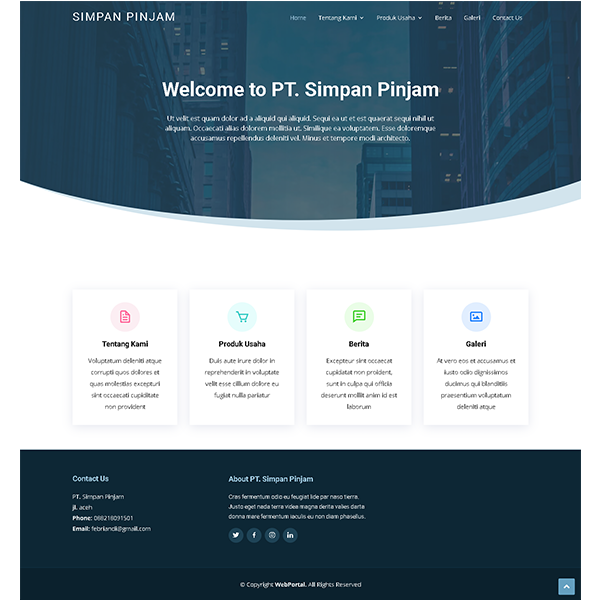 SIMPAN PINJAM
Home Tentang Kami Produk Usaha Berita Galeri Contact Us
Welcome to PT. Simpan Pinjam
Ut velit est quam dolor ad a aliquid qui aliquid. Sequi ea ut et est quaerat sequi nihil ut
aliquam. Occaecati alias dolorem mollitia ut. Similique ea voluptatem. Esse doloremque
accusamus repellendus deleniti vel. Minus et tempore modi architecto.
Tentang Kami
Voluptatum deleniti atque
corrupti quos dolores et
quas molestias excepturi
sint occaecati cupiditate
non provident
Produk Usaha
Duis aute irure dolor in
reprehenderit in voluptate
velit esse cillum dolore eu
fugiat nulla pariatur
Berita
Excepteur sint occaecat
cupidatat non proident,
sunt in culpa qui officia
deserunt mollit anim id est
laborum
Galeri
At vero eos et accusamus et
iusto odio dignissimos
ducimus qui blanditiis
praesentium voluptatum
deleniti atque
Contact Us
PT. Simpan Pinjam
jl. aceh
Phone: 088218091501
Email: febriancii@gmail.com
About PT. Simpan Pinjam
Cras fermentum odio eu feugiat lide par naso tierra.
Justo eget nada terra videa magna derita valies darta
donna mare fermentum iaculis eu non diam phasellus.
© Copyright WebPortal. All Rights Reserved